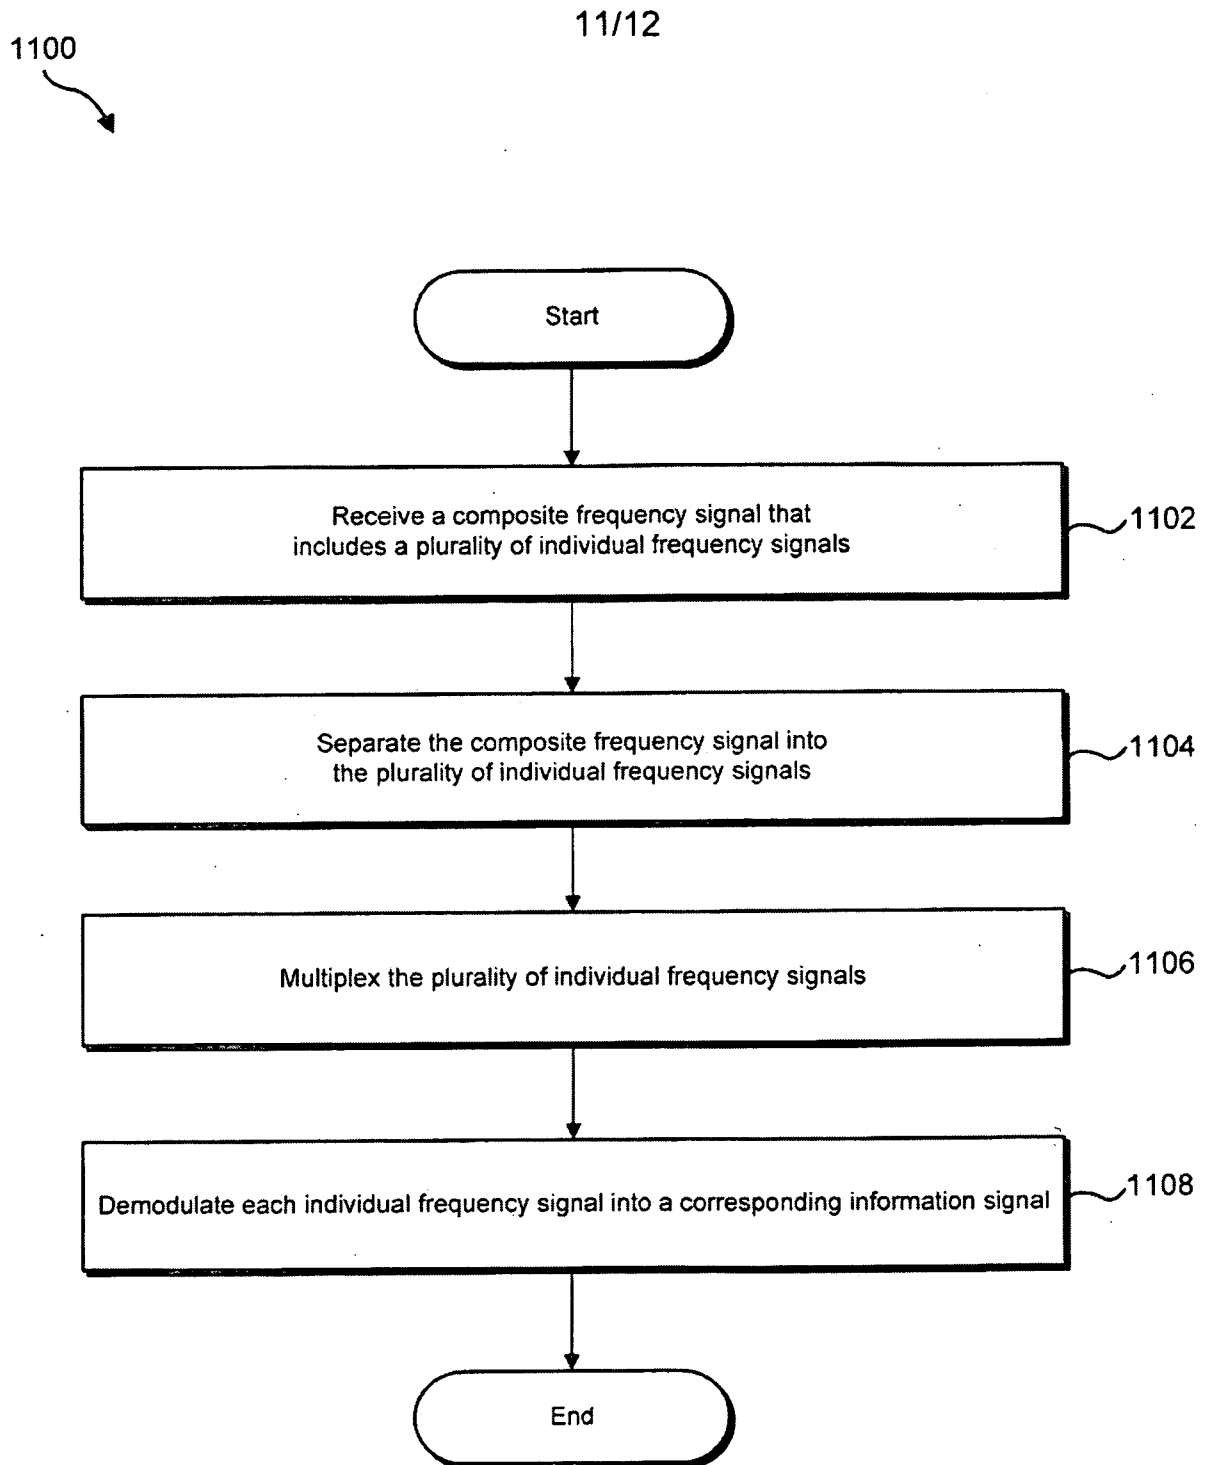 11/12
1100
Start
Receive a composite frequency signal that
includes a plurality of individual frequency signals
1102
Separate the composite frequency signal into
the plurality of individual frequency signals
1104
Multiplex the plurality of individual frequency signals
1106
Demodulate each individual frequency signal into a corresponding information signal
1108
End